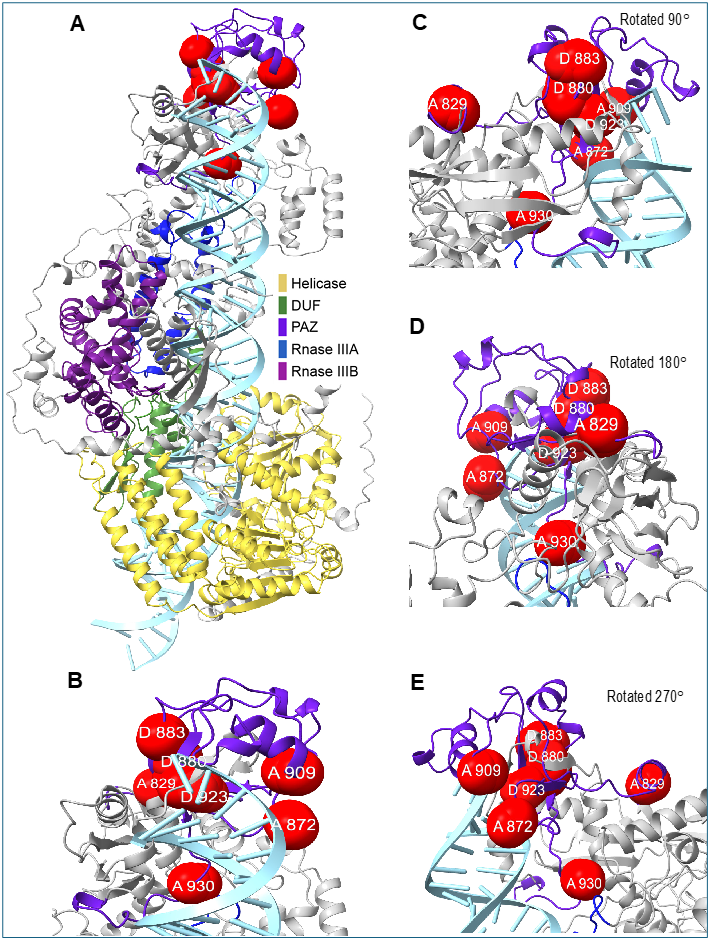 A
Helicase
DUF
PAZ
Rnase IIIA
Rnase IIIB
B
D 883
D 880
A 829
D 923
A 909
A 872
A 930
C
Rotated 90°
D 883
D 880
A 829
A 909
D 923
A 872
A 930
D
Rotated 180°
D 883
D 880
A 829
A 909
D 923
A 872
A 930
E
Rotated 270°
883
D 880
A 909
D 923
A 829
A 872
A 930